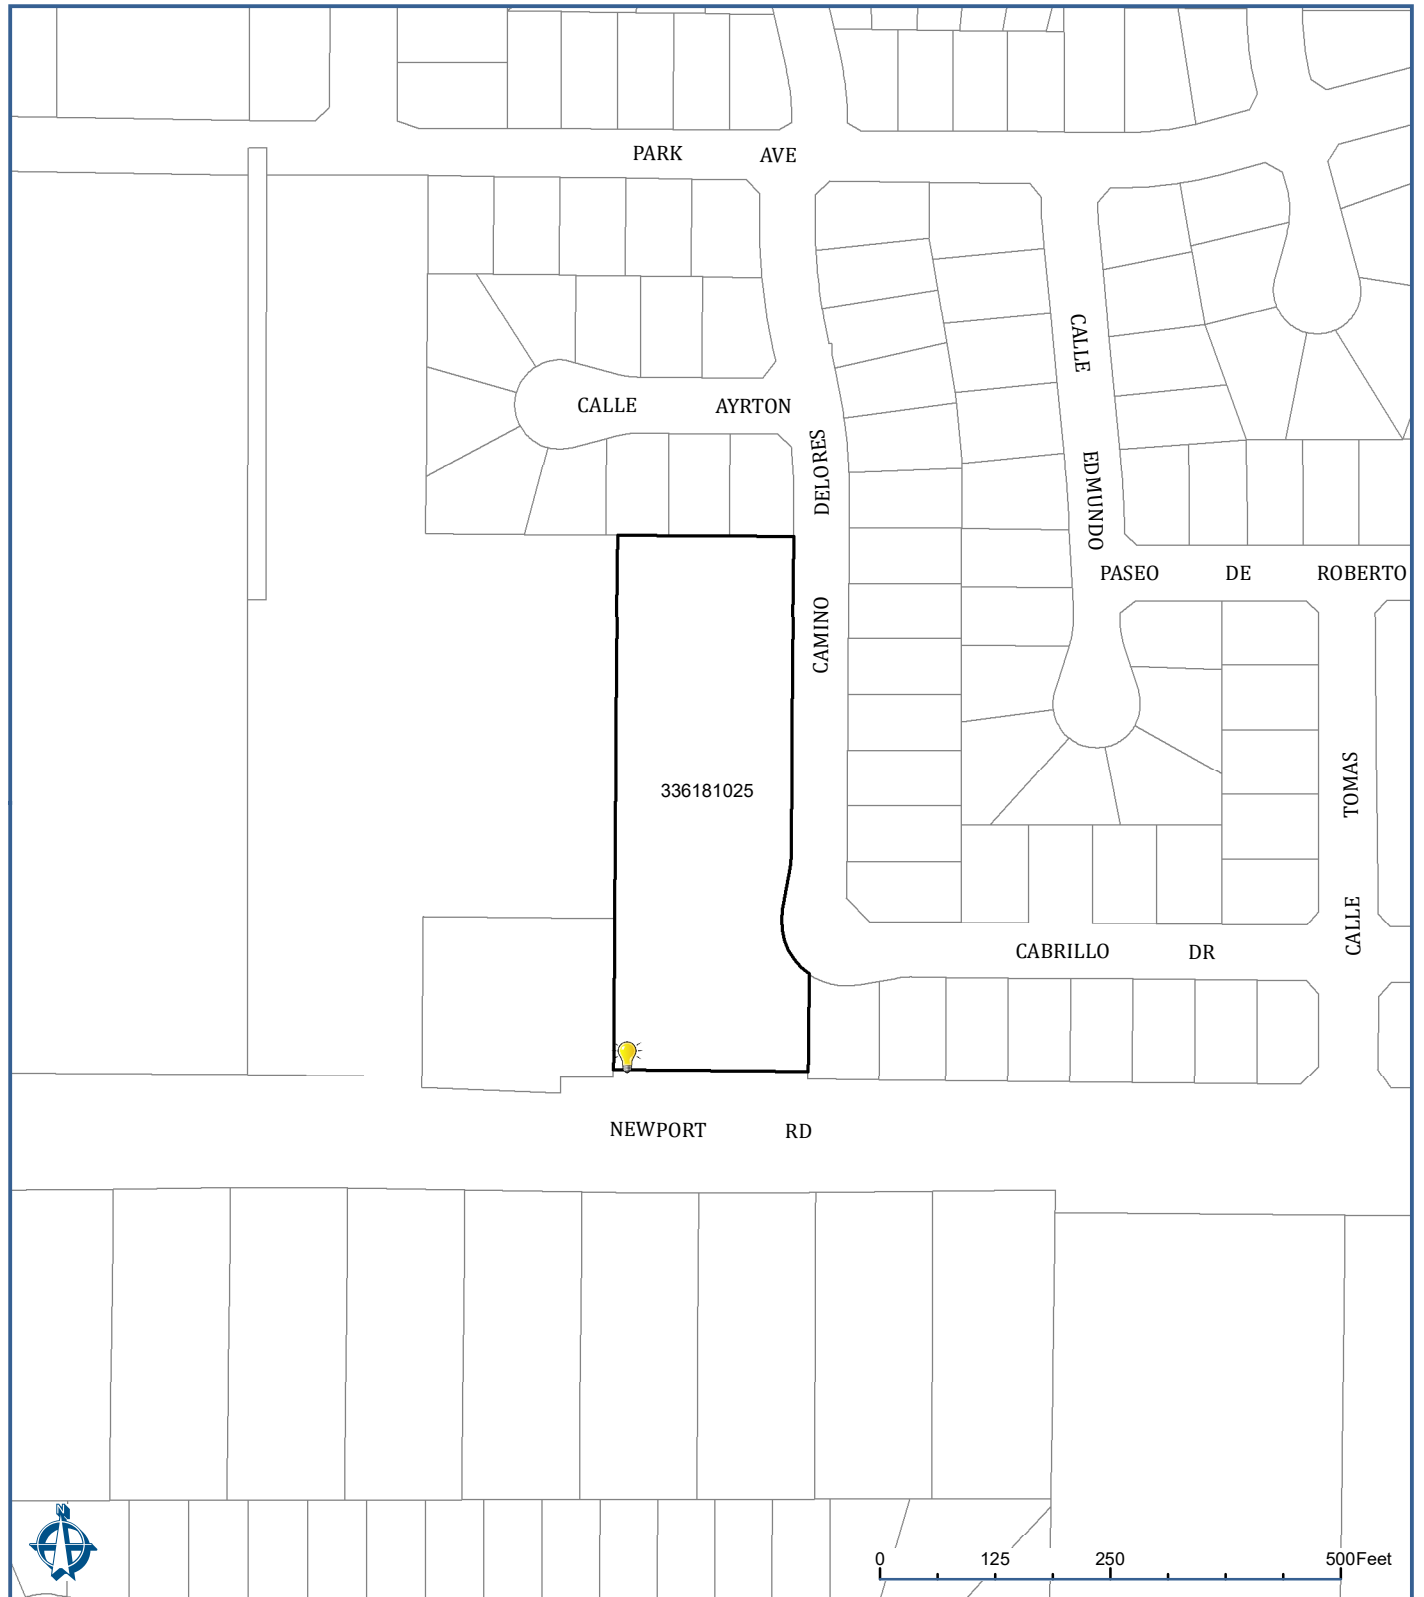 PARK AVE
CALLE
CALLE AYRTON
DELORES
EDMUNDO
PASEO DE ROBERTO
CAMINO
336181025
TOMAS
CALLE
CABRILLO DR
NEWPORT RD
N
0 125 250 500Feet